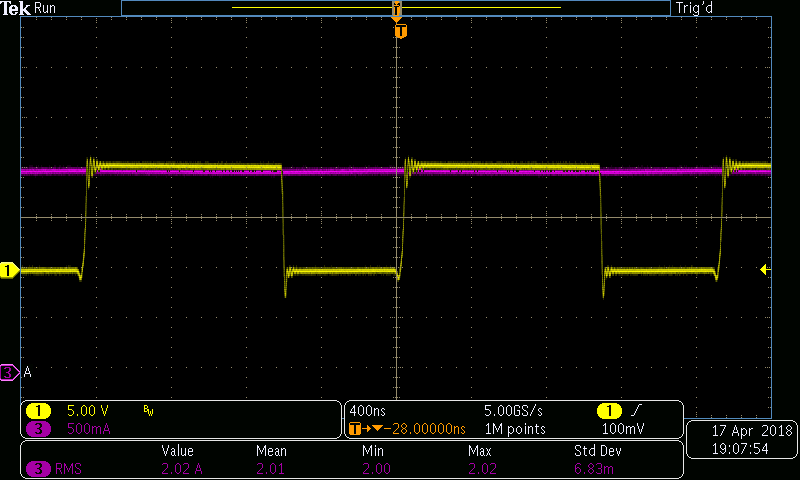 Tek Run Trig'd
T
T
1
3 A
1 5.00 V BW
3 500mA
400ns 5.00GS/s 1 /
T→▼−28.00000ns 1M points 100mV
17 Apr 2018
19:07:54
Value Mean Min Max Std Dev
3 RMS 2.02 A 2.01 2.00 2.02 6.83m